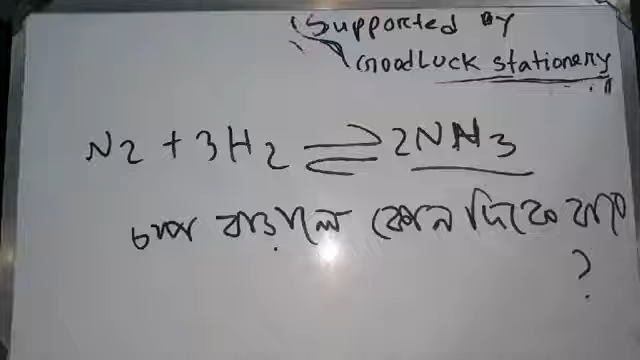 Supported By
GoodLuck stationery
N2 + 3H2 ⇌ 2NH3
চাপ বাড়ালে কোন দিকে যাবে
?